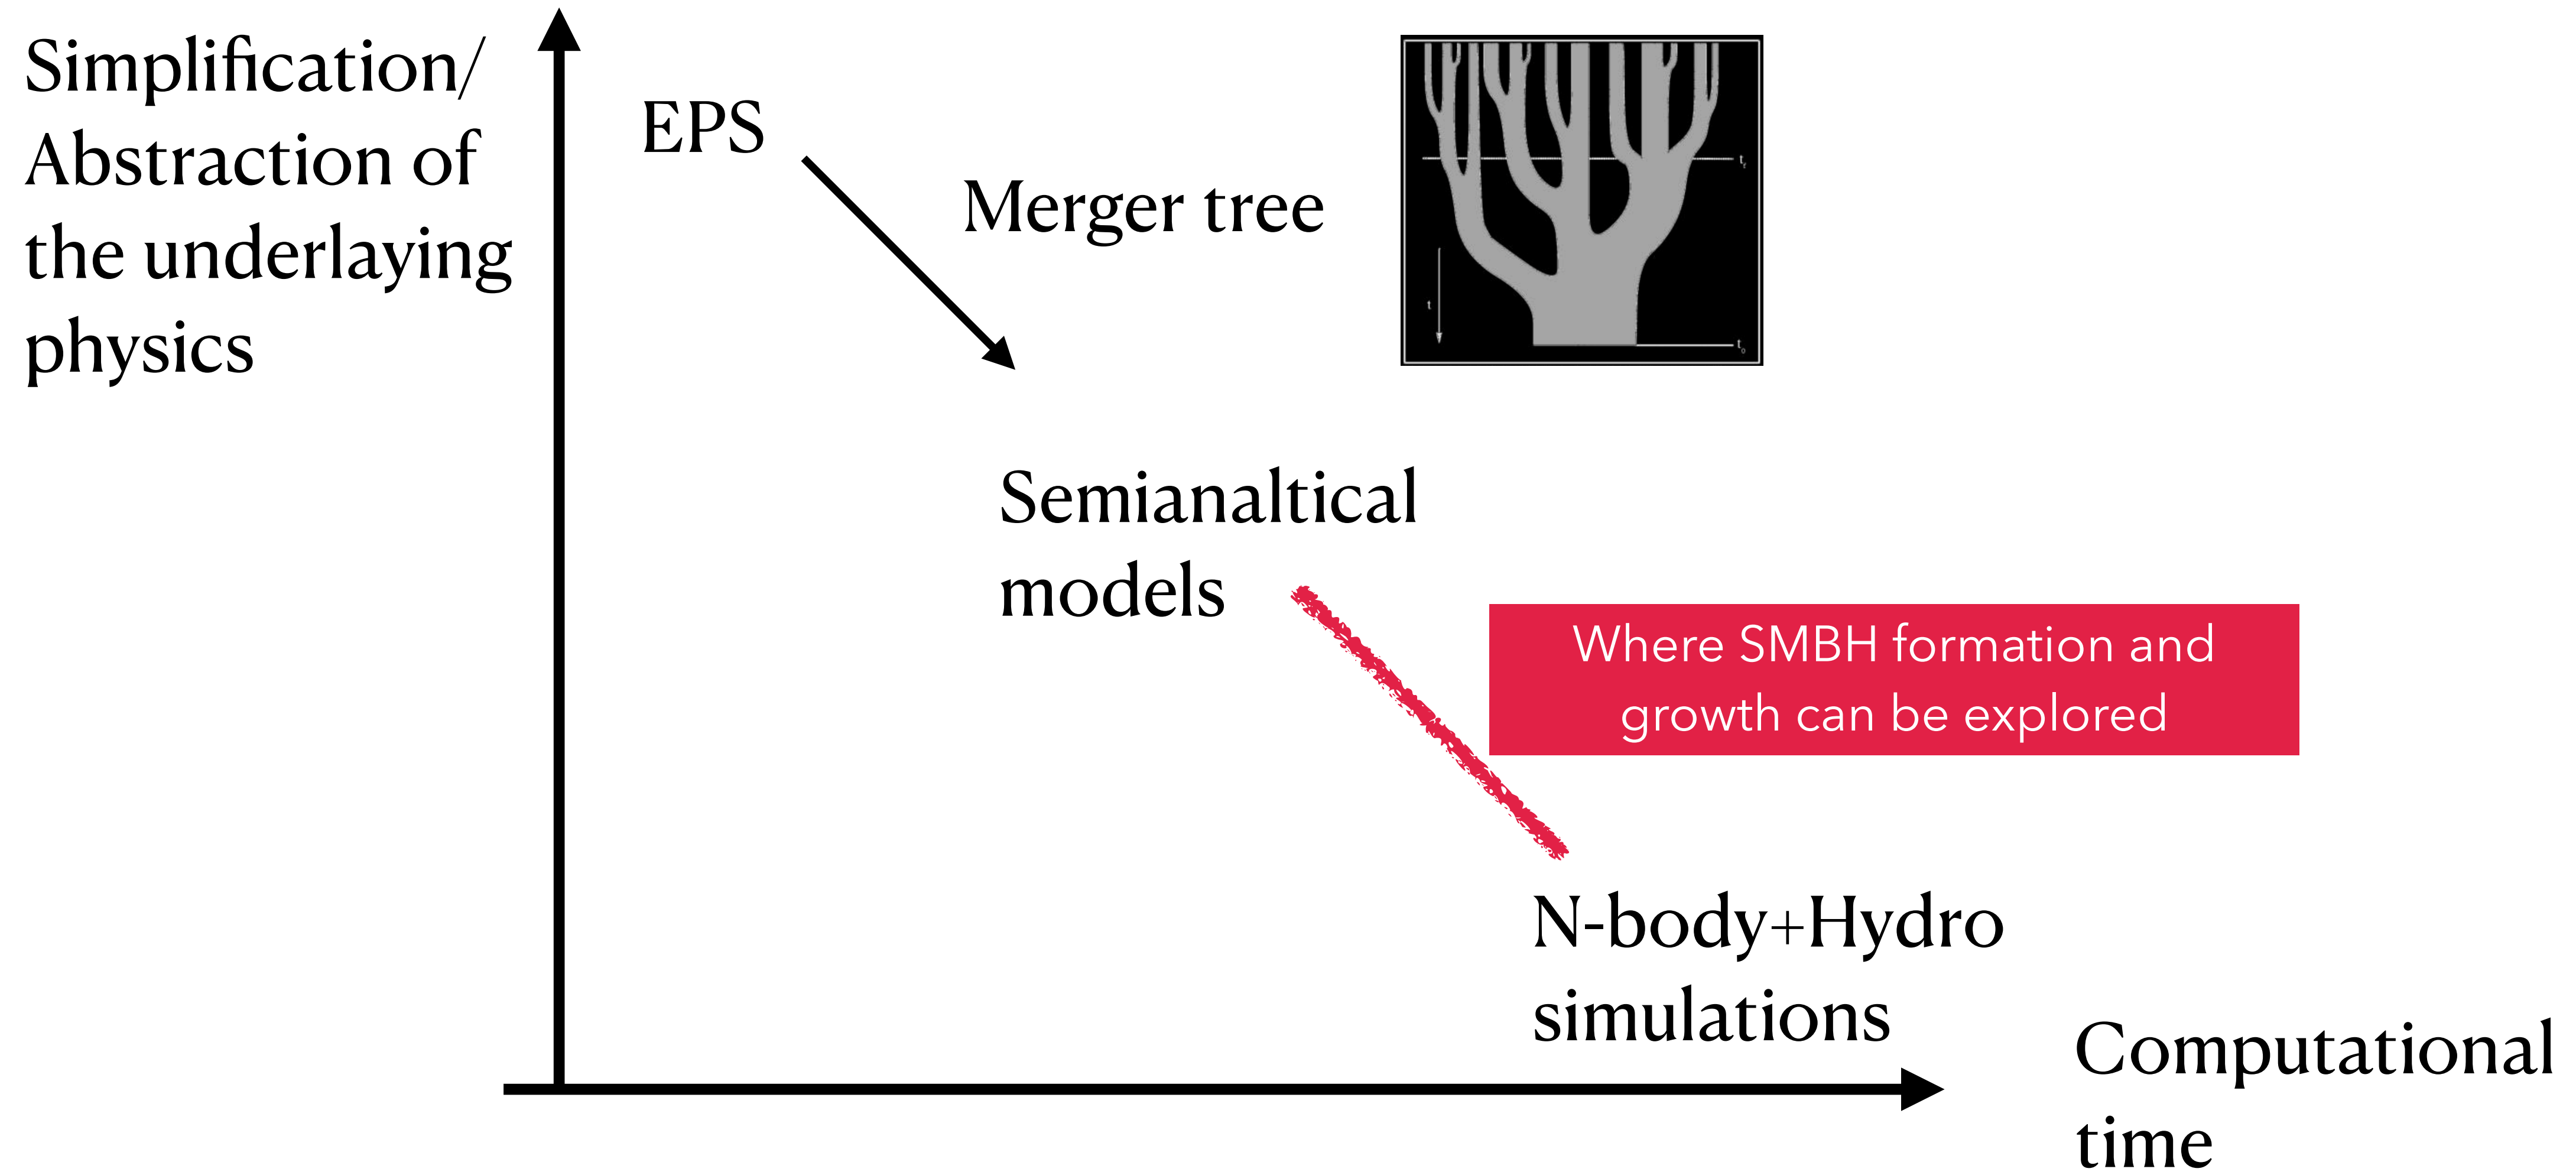 Simplification/
Abstraction of
the underlaying
physics
EPS
Merger tree
t
t₀
Semianaltical
models
Where SMBH formation and
growth can be explored
N-body+Hydro
simulations
Computational
time